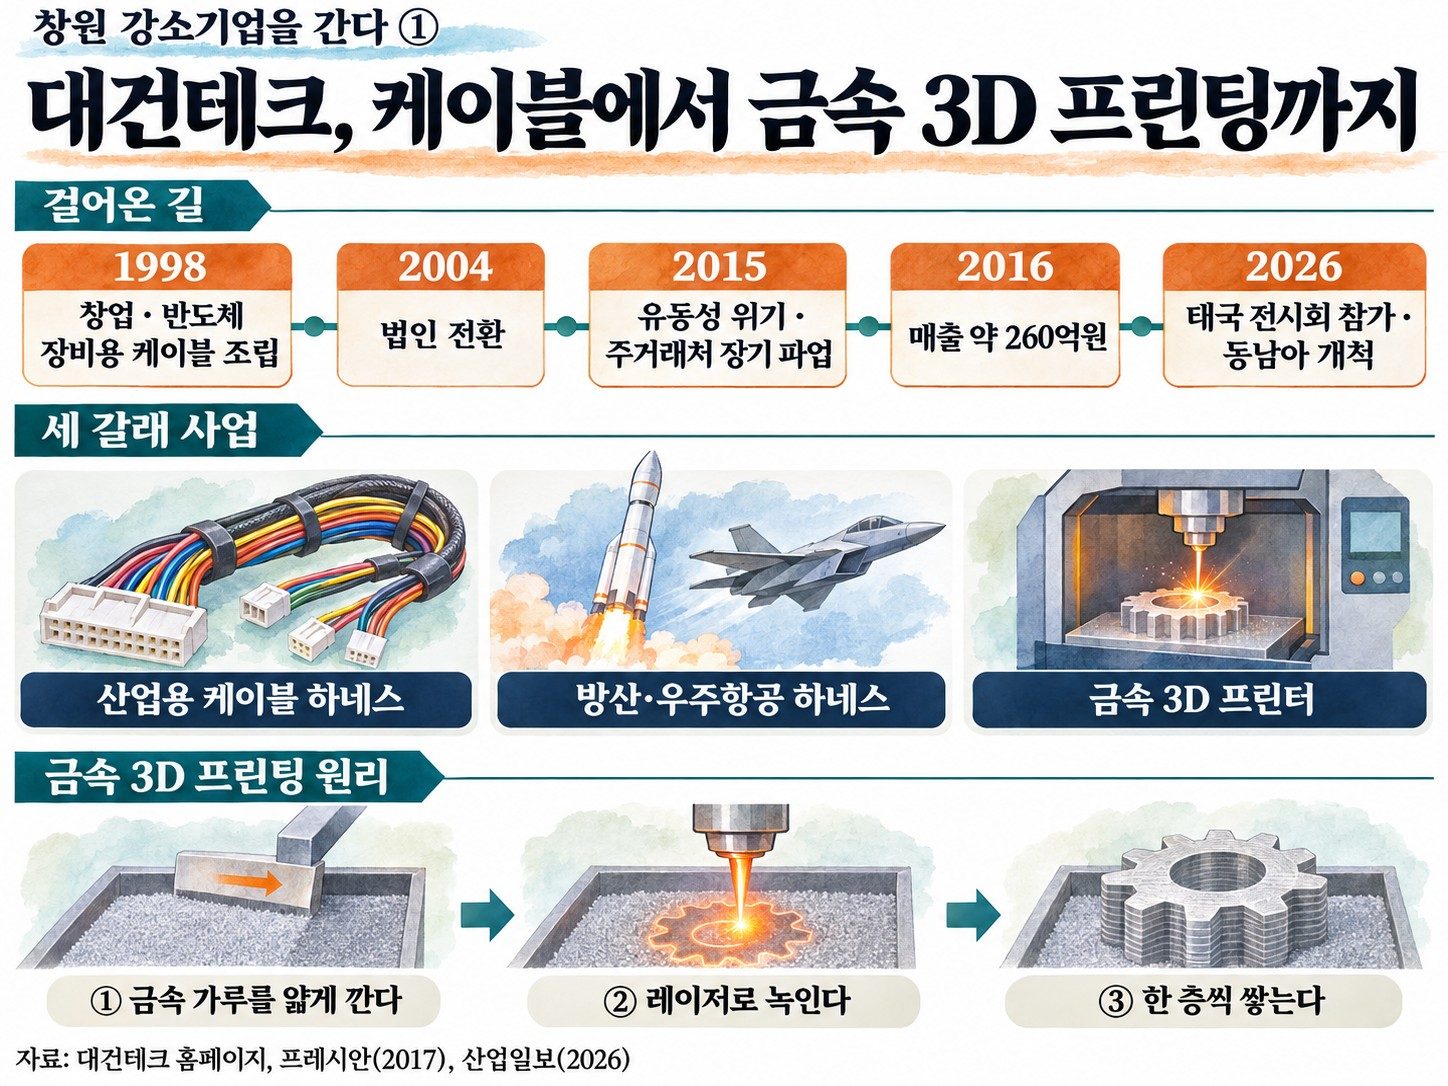 창원 강소기업을 간다 ①
대건테크, 케이블에서 금속 3D 프린팅까지
걸어온 길
1998
창업 · 반도체
장비용 케이블 조립
2004
법인 전환
2015
유동성 위기 ·
주거래처 장기 파업
2016
매출 약 260억원
2026
태국 전시회 참가 ·
동남아 개척
세 갈래 사업
산업용 케이블 하네스
방산·우주항공 하네스
금속 3D 프린터
금속 3D 프린팅 원리
① 금속 가루를 얇게 깐다
② 레이저로 녹인다
③ 한 층씩 쌓는다
자료: 대건테크 홈페이지, 프레시안(2017), 산업일보(2026)